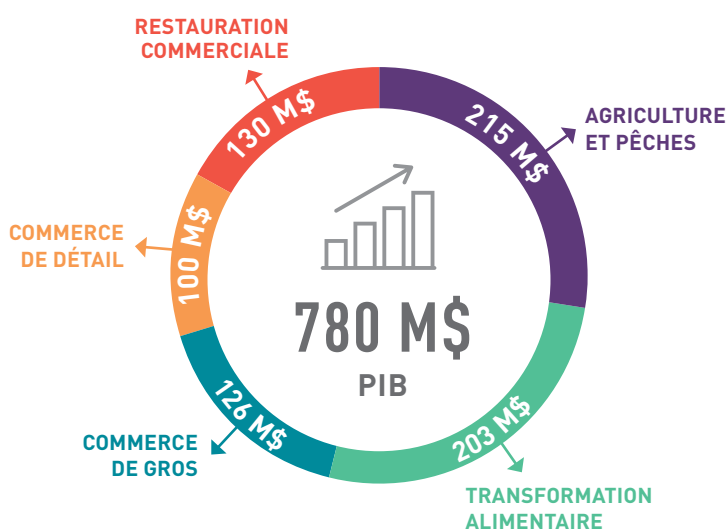 RESTAURATION
COMMERCIALE
130 M$
215 M$
AGRICULTURE
ET PÊCHES
COMMERCE
DE DÉTAIL
100 M$
780 M$
PIB
126 M$
COMMERCE
DE GROS
203 M$
TRANSFORMATION
ALIMENTAIRE